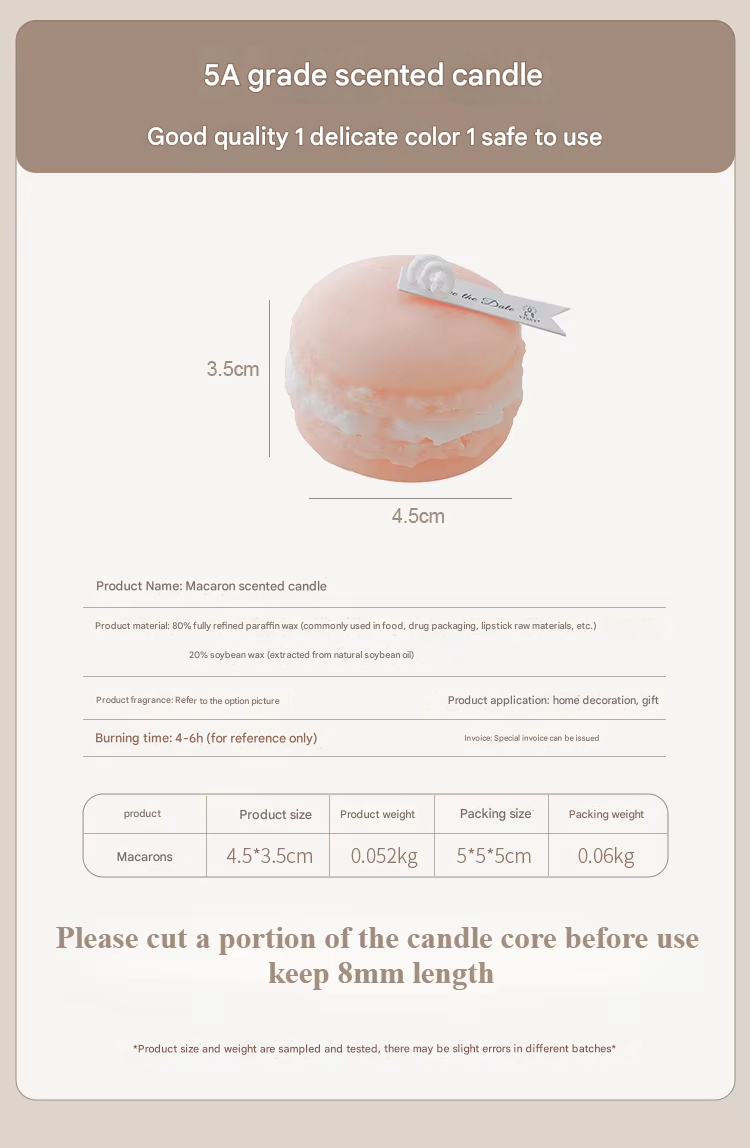 5A grade scented candle
Good quality 1 delicate color 1 safe to use
the Date
3.5cm
4.5cm
Product Name: Macaron scented candle
Product material: 80% fully refined paraffin wax (commonly used in food, drug packaging, lipstick raw materials, etc.)
20% soybean wax (extracted from natural soybean oil)
Product fragrance: Refer to the option picture
Product application: home decoration, gift
Burning time: 4-6h (for reference only)
Invoice: Special invoice can be issued
product Product size Product weight Packing size Packing weight
Macarons 4.5*3.5cm 0.052kg 5*5*5cm 0.06kg
Please cut a portion of the candle core before use
keep 8mm length
*Product size and weight are sampled and tested, there may be slight errors in different batches*